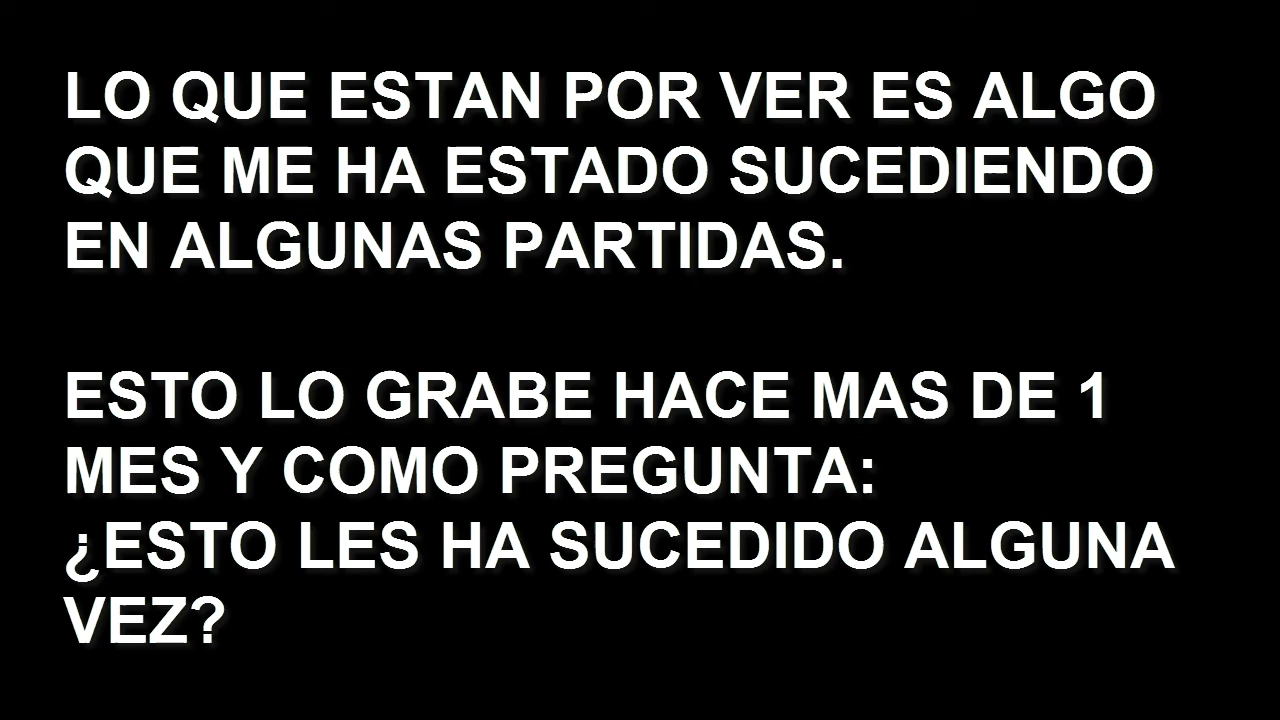 LO QUE ESTAN POR VER ES ALGO
QUE ME HA ESTADO SUCEDIENDO
EN ALGUNAS PARTIDAS.
ESTO LO GRABE HACE MAS DE 1
MES Y COMO PREGUNTA:
¿ESTO LES HA SUCEDIDO ALGUNA
VEZ?